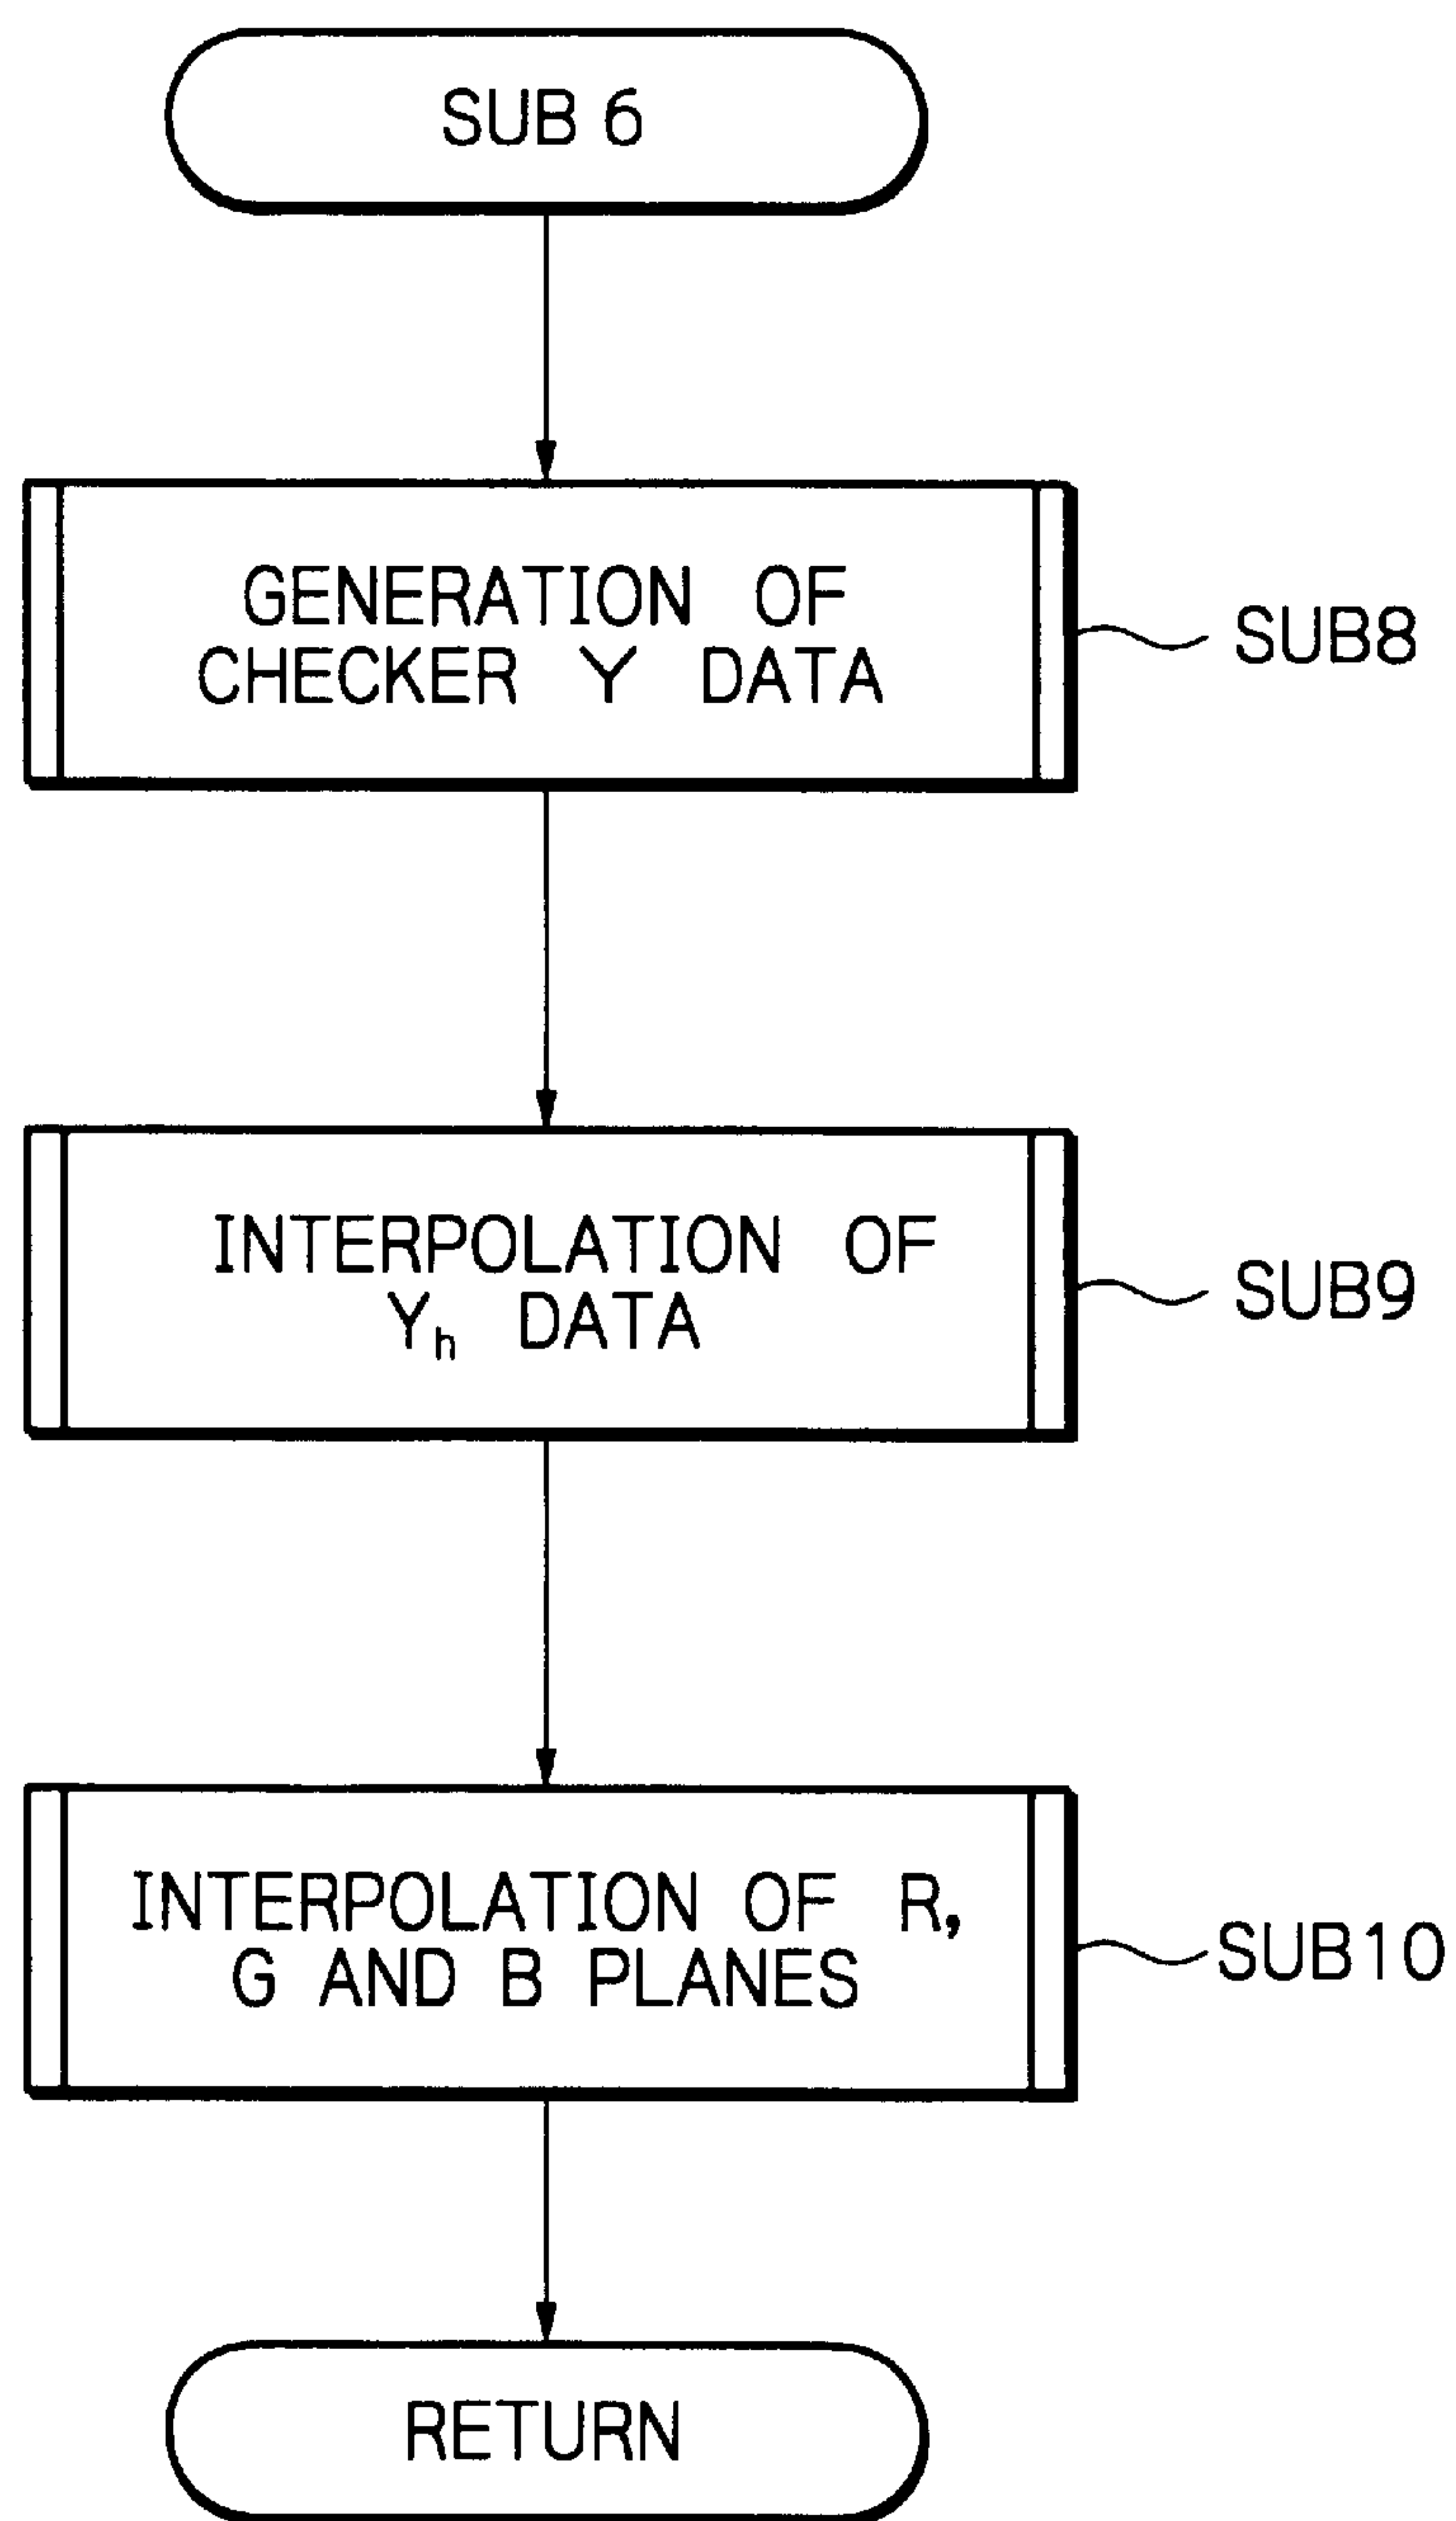 SUB 6
GENERATION OF
CHECKER Y DATA
SUB8
INTERPOLATION OF
Yₕ DATA
SUB9
INTERPOLATION OF R,
G AND B PLANES
SUB10
RETURN